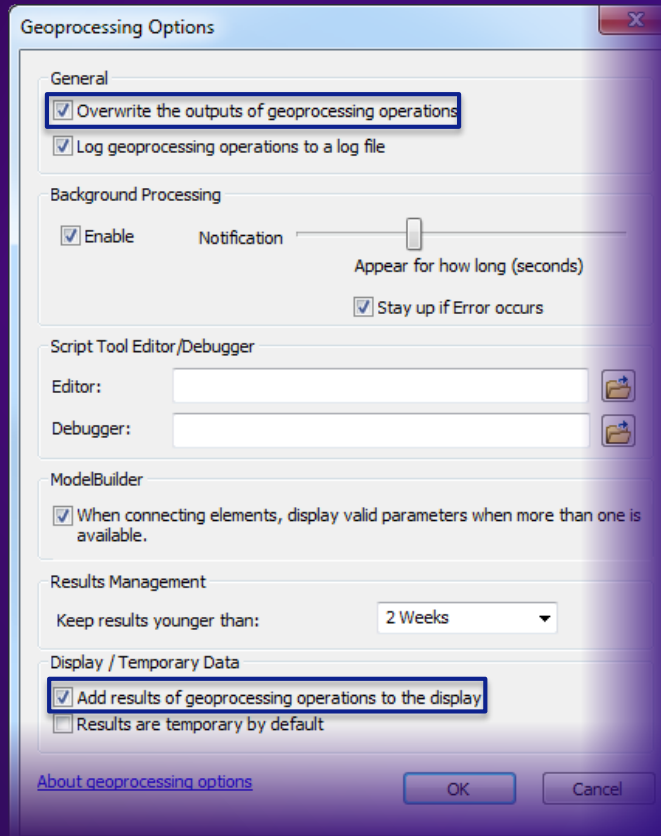 Geoprocessing Options
General
Overwrite the outputs of geoprocessing operations
Log geoprocessing operations to a log file
Background Processing
Enable
Notification
Appear for how long (seconds)
Stay up if Error occurs
Script Tool Editor/Debugger
Editor:
Debugger:
ModelBuilder
When connecting elements, display valid parameters when more than one is
available.
Results Management
Keep results younger than:
2 Weeks
Display / Temporary Data
Add results of geoprocessing operations to the display
Results are temporary by default
About geoprocessing options
OK
Cancel